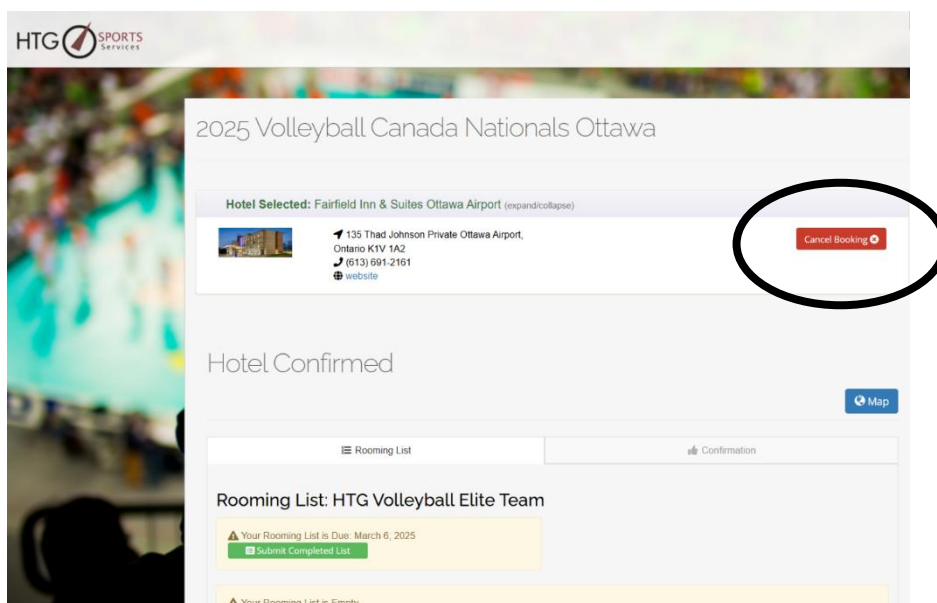 HTG SPORTS
Services
2025 Volleyball Canada Nationals Ottawa
Hotel Selected: Fairfield Inn & Suites Ottawa Airport (expand/collapse)
135 Thad Johnson Private Ottawa Airport,
Ontario K1V 1A2
(613) 691-2161
website
Cancel Booking
Hotel Confirmed
Map
Rooming List
Confirmation
Rooming List: HTG Volleyball Elite Team
Your Rooming List is Due: March 6, 2025
Submit Completed List
Your Rooming List is Empty